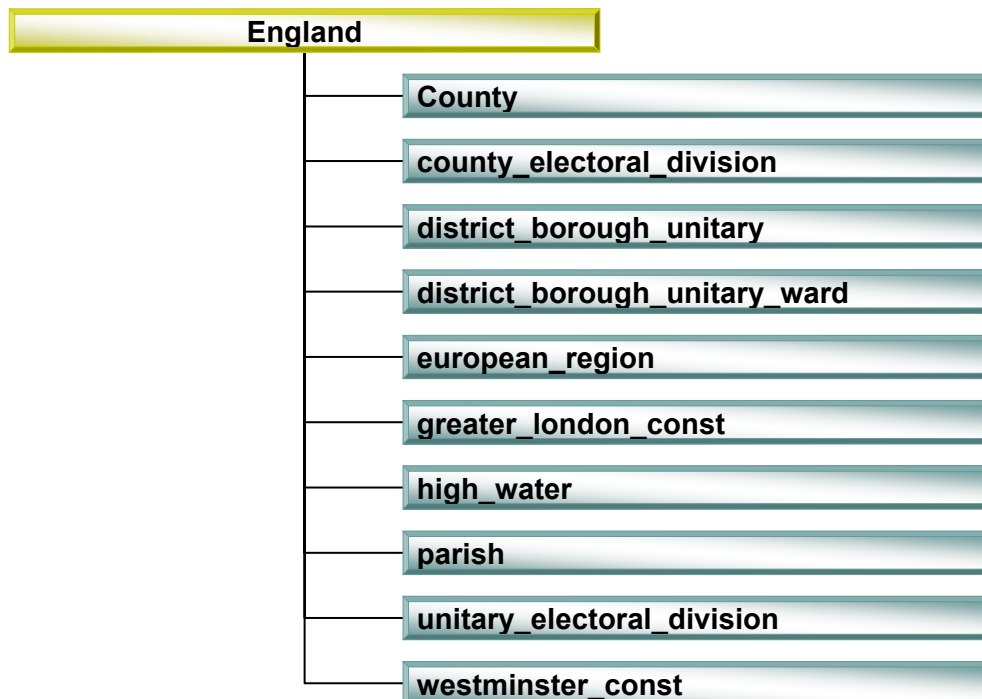 England
County
county_electoral_division
district_borough_unitary
district_borough_unitary_ward
european_region
greater_london_const
high_water
parish
unitary_electoral_division
westminster_const